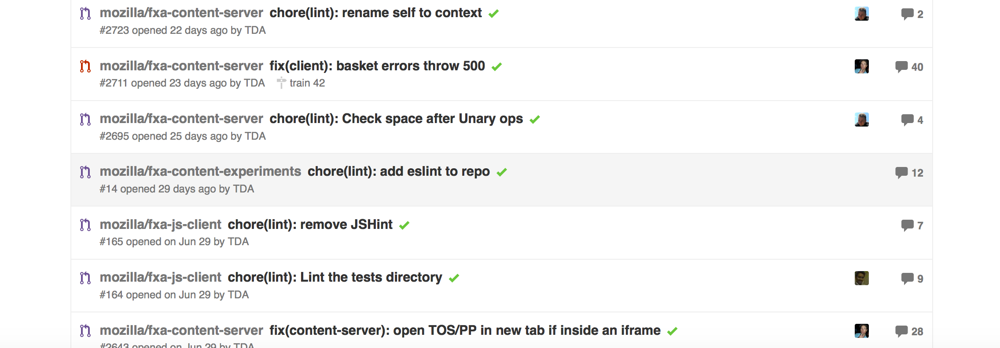 mozilla/fxa-content-server chore(lint): rename self to context
2
#2723 opened 22 days ago by TDA
mozilla/fxa-content-server fix(client): basket errors throw 500
40
#2711 opened 23 days ago by TDA train 42
mozilla/fxa-content-server chore(lint): Check space after Unary ops
4
#2695 opened 25 days ago by TDA
mozilla/fxa-content-experiments chore(lint): add eslint to repo
12
#14 opened 29 days ago by TDA
mozilla/fxa-js-client chore(lint): remove JSHint
7
#165 opened on Jun 29 by TDA
mozilla/fxa-js-client chore(lint): Lint the tests directory
9
#164 opened on Jun 29 by TDA
mozilla/fxa-content-server fix(content-server): open TOS/PP in new tab if inside an iframe
28
#2643 opened on Jun 29 by TDA